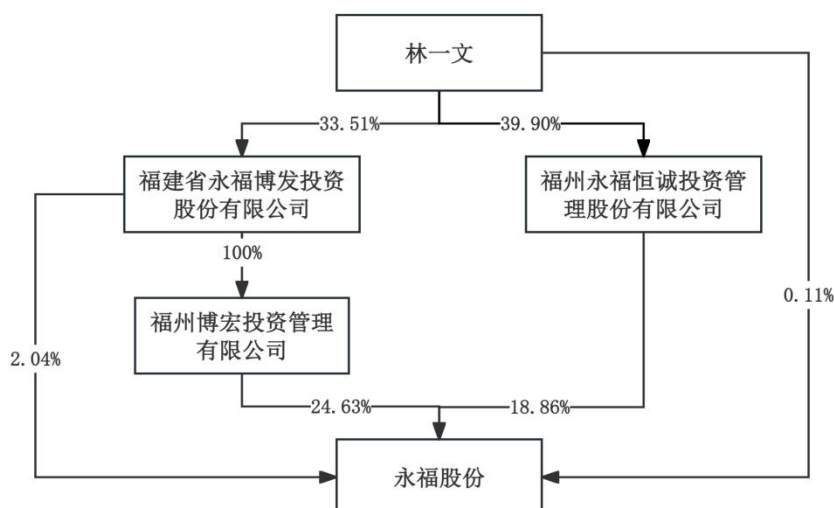 林一文
33.51%
39.90%
福建省永福博发投资
股份有限公司
福州永福恒诚投资管
理股份有限公司
100%
0.11%
福州博宏投资管理
有限公司
2.04%
24.63%
18.86%
永福股份